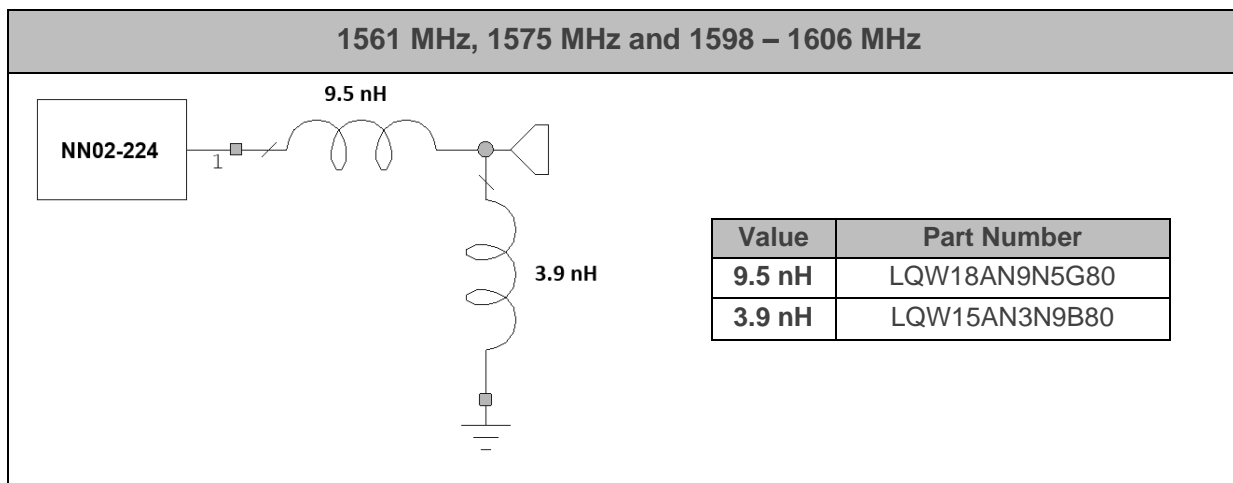 1561 MHz, 1575 MHz and 1598 – 1606 MHz
9.5 nH
NN02-224
1
3.9 nH
Value Part Number
9.5 nH LQW18AN9N5G80
3.9 nH LQW15AN3N9B80